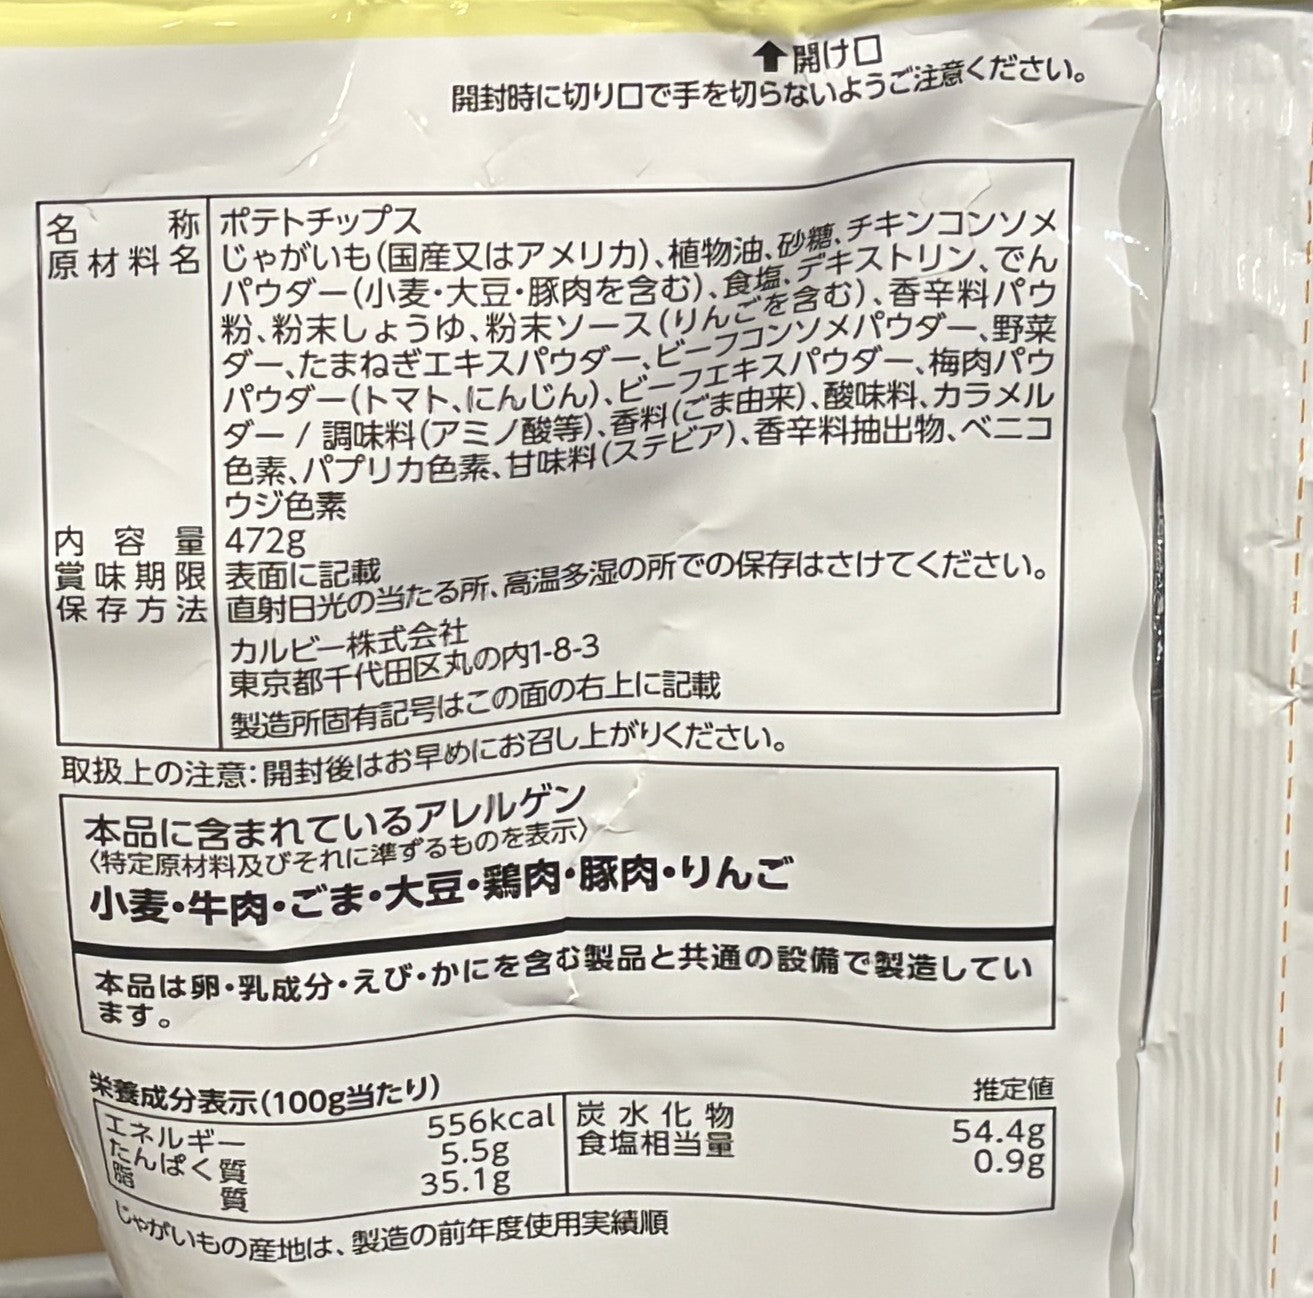 ⬆開け口
開封時に切り口で手を切らないようご注意ください。
名称 ポテトチップス
原材料名 じゃがいも(国産又はアメリカ)、植物油、砂糖、チキンコンソメ
パウダー(小麦・大豆・豚肉を含む)、食塩、デキストリン、でん
粉、粉末しょうゆ、粉末ソース(りんごを含む)、香辛料パウ
ダー、たまねぎエキスパウダー、ビーフコンソメパウダー、野菜
パウダー(トマト、にんじん)、ビーフエキスパウダー、梅肉パウ
ダー / 調味料(アミノ酸等)、香料(ごま由来)、酸味料、カラメル
色素、パプリカ色素、甘味料(ステビア)、香辛料抽出物、ベニコ
ウジ色素
内容量 472g
賞味期限 表面に記載
保存方法 直射日光の当たる所、高温多湿の所での保存はさけてください。
カルビー株式会社
東京都千代田区丸の内1-8-3
製造所固有記号はこの面の右上に記載
取扱上の注意:開封後はお早めにお召し上がりください。
本品に含まれているアレルゲン
〈特定原材料及びそれに準ずるものを表示〉
小麦・牛肉・ごま・大豆・鶏肉・豚肉・りんご
本品は卵・乳成分・えび・かにを含む製品と共通の設備で製造してい
ます。
栄養成分表示(100g当たり) 推定値
エネルギー 556kcal 炭水化物 54.4g
たんぱく質 5.5g 食塩相当量 0.9g
脂質 35.1g
じゃがいもの産地は、製造の前年度使用実績順